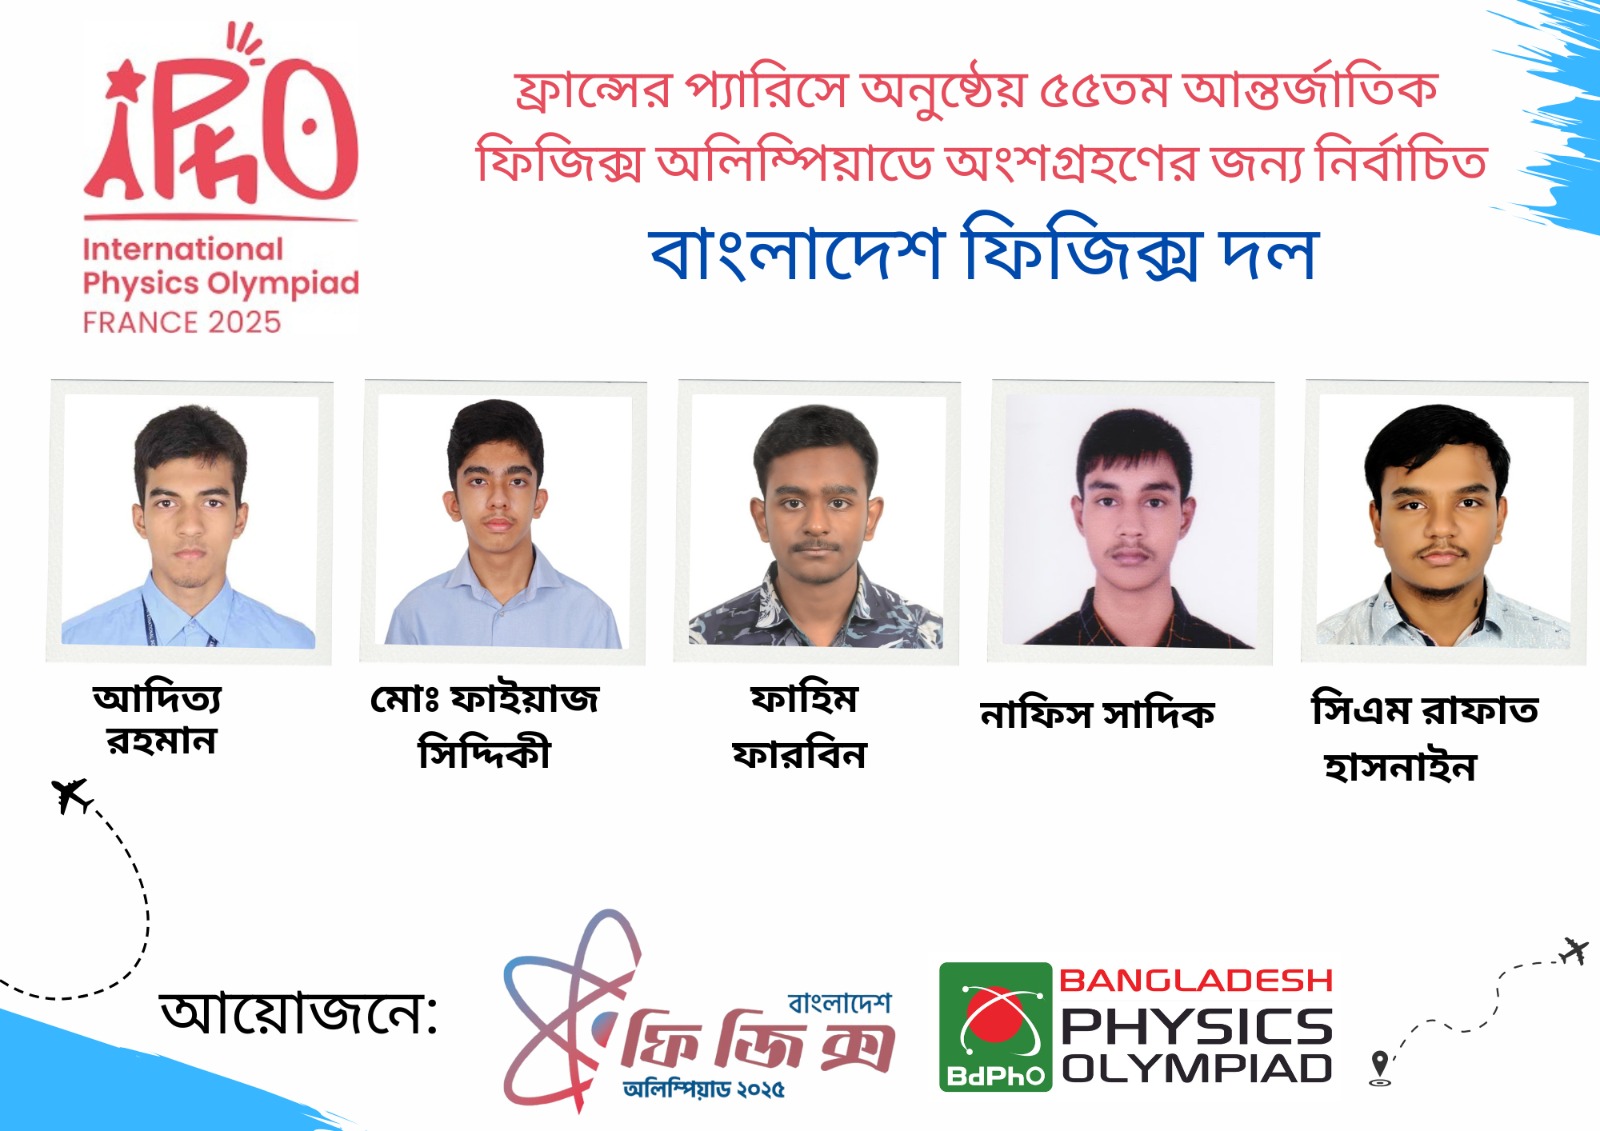 iPhO
International
Physics Olympiad
FRANCE 2025
ফ্রান্সের প্যারিসে অনুষ্ঠেয় ৫৫তম আন্তর্জাতিক
ফিজিক্স অলিম্পিয়াডে অংশগ্রহণের জন্য নির্বাচিত
বাংলাদেশ ফিজিক্স দল
আদিত্য
রহমান
মোঃ ফাইয়াজ
সিদ্দিকী
ফাহিম
ফারবিন
নাফিস সাদিক
সিএম রাফাত
হাসনাইন
আয়োজনে:
বাংলাদেশ
ফিজিক্স
অলিম্পিয়াড ২০২৫
BdPhO
BANGLADESH
PHYSICS
OLYMPIAD